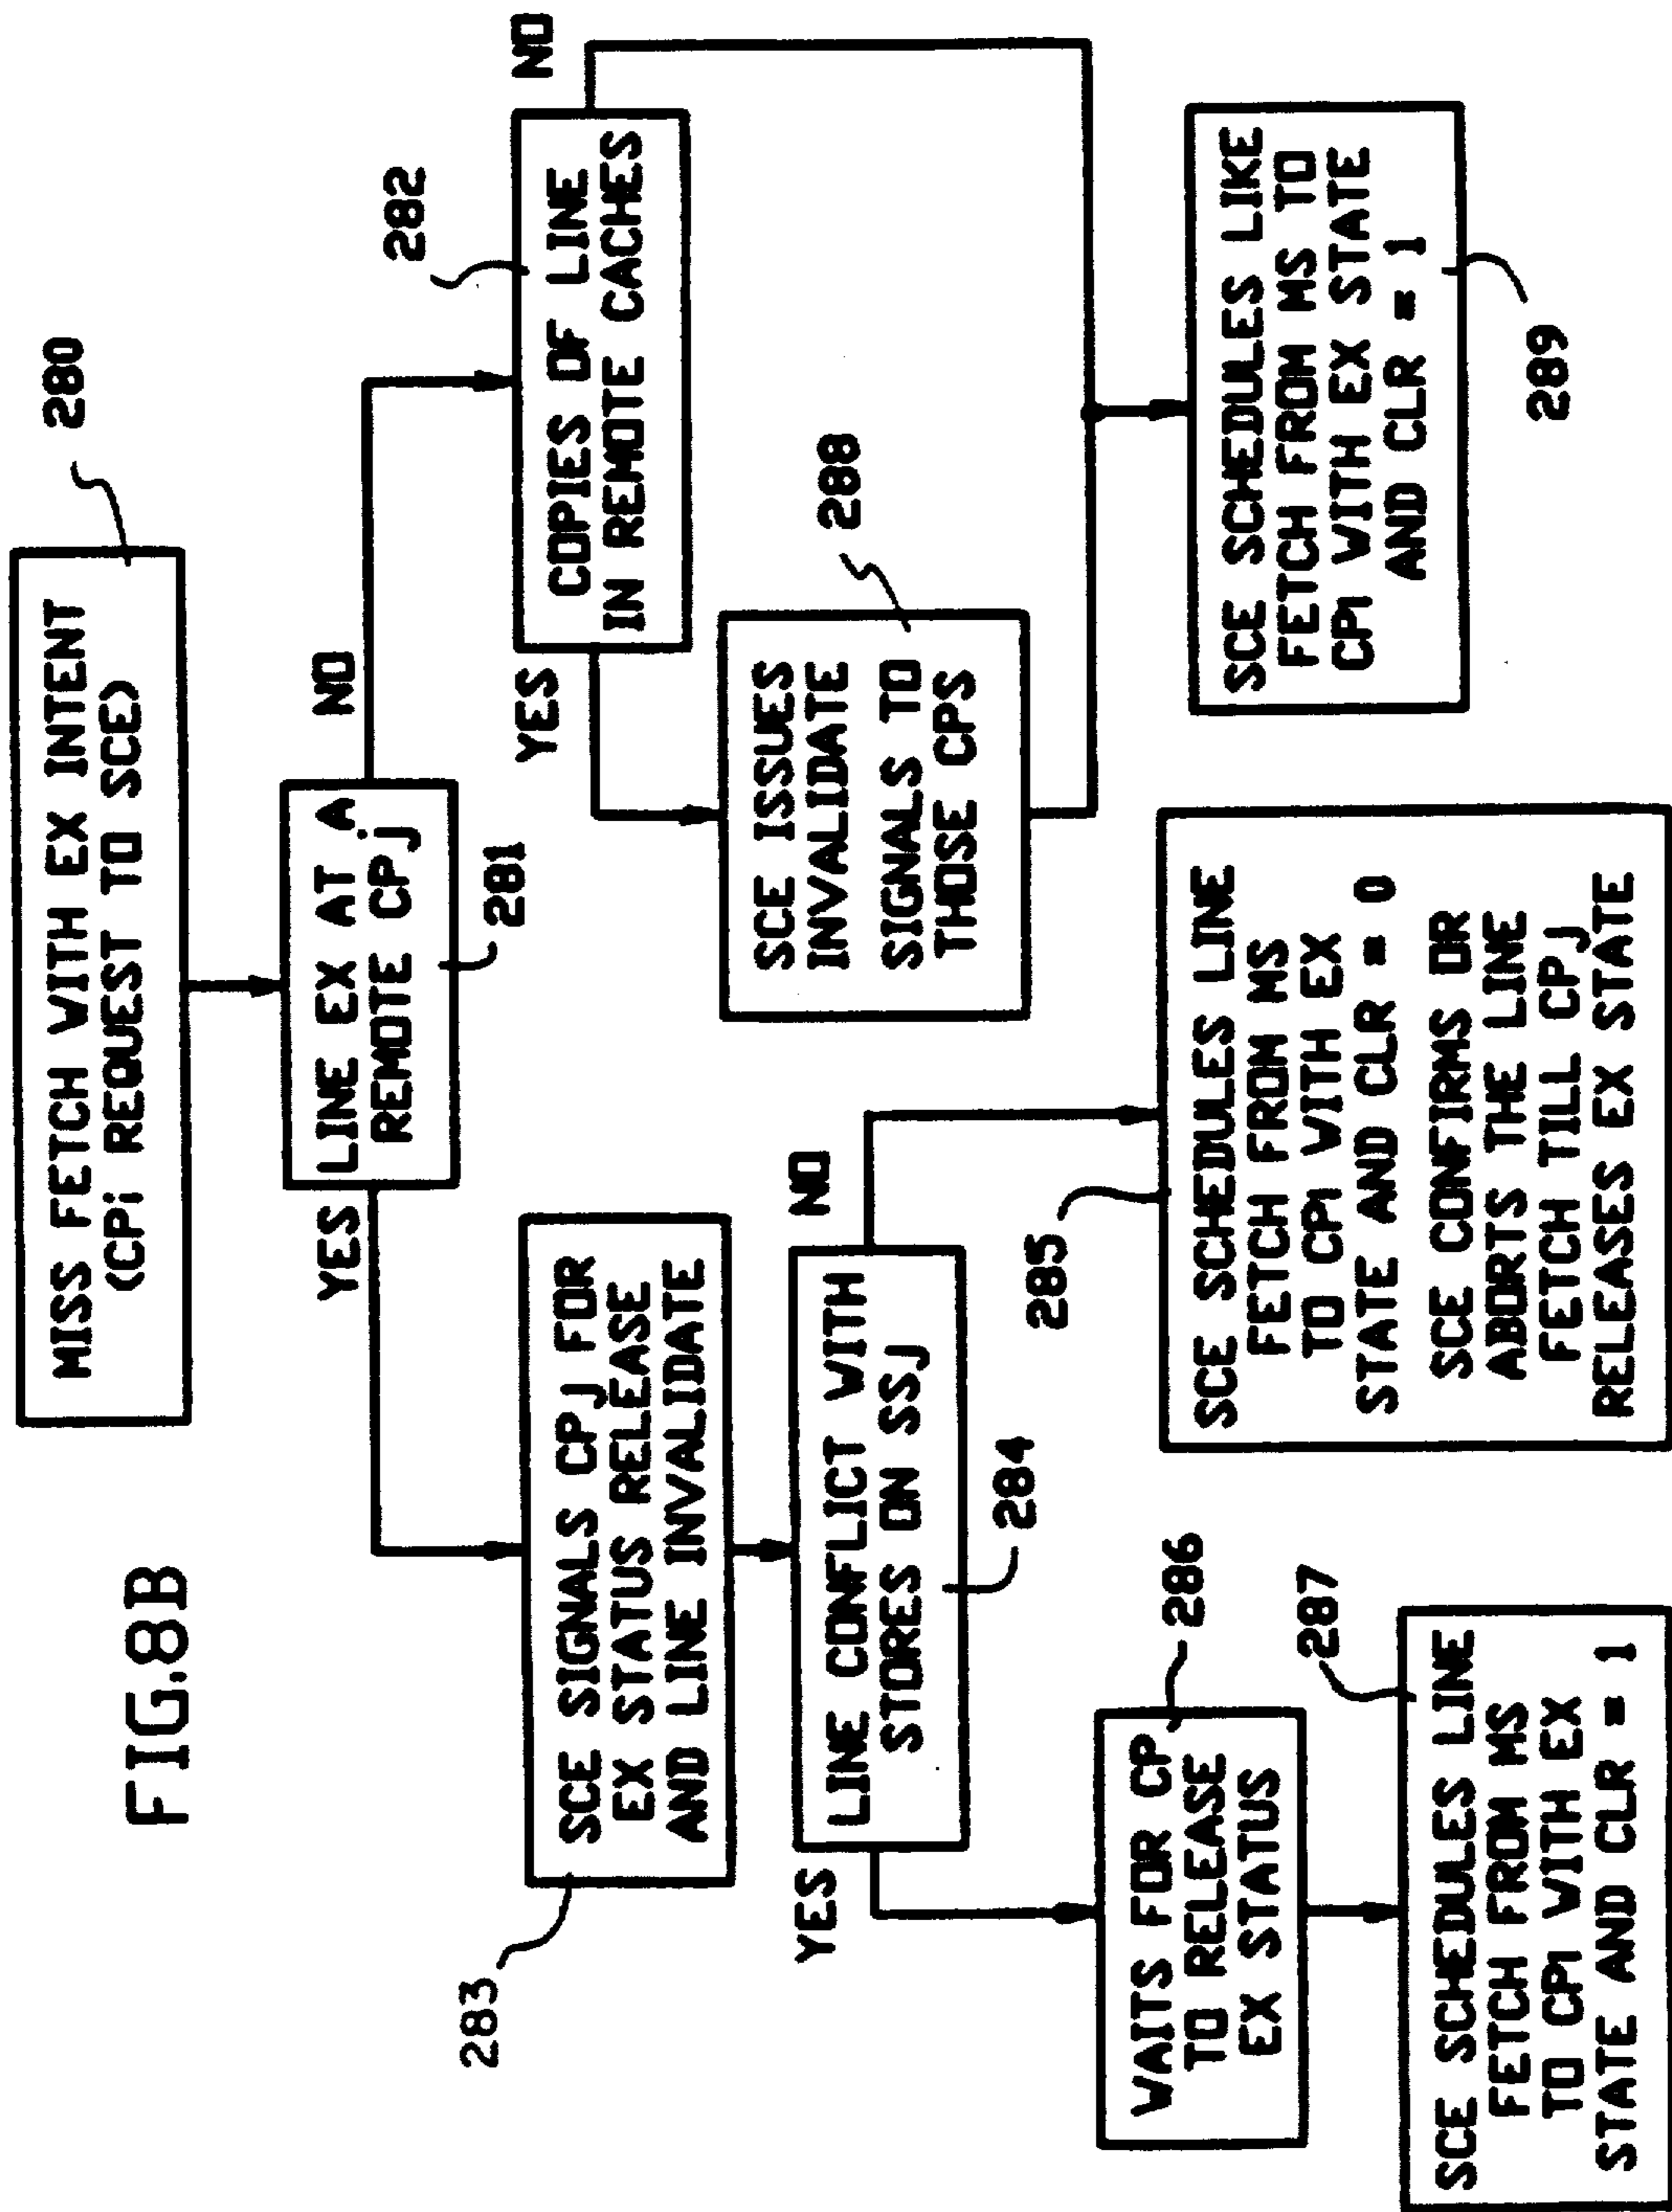 FIG.8B
MISS FETCH WITH EX INTENT
(CPi REQUEST TO SCE)
280
LINE EX AT A
REMOTE CPj
281
YES
NO
COPIES OF LINE
IN REMOTE CACHES
282
YES
NO
SCE SIGNALS CPj FOR
EX STATUS RELEASE
AND LINE INVALIDATE
283
SCE ISSUES
INVALIDATE
SIGNALS TO
THOSE CPS
288
LINE CONFLICT WITH
STORES ON SSj
284
YES
NO
WAITS FOR CPj
TO RELEASE
EX STATUS
286
SCE SCHEDULES LINE
FETCH FROM MS
TO CPi WITH EX
STATE AND CLR = 0
SCE CONFIRMS OR
ABORTS THE LINE
FETCH TILL CPj
RELEASES EX STATE
285
SCE SCHEDULES LIKE
FETCH FROM MS TO
CPi WITH EX STATE
AND CLR = 1
289
SCE SCHEDULES LINE
FETCH FROM MS
TO CPi WITH EX
STATE AND CLR = 1
287